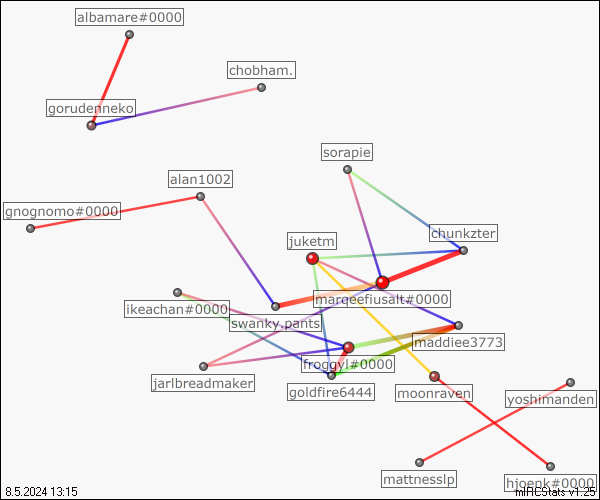 albamare#0000
chobham.
gorudenneko
sorapie
alan1002
gnognomo#0000
chunkzter
juketm
marqeefiusalt#0000
ikeachan#0000
swanky.pants
maddiee3773
froggyl#0000
jarlbreadmaker
goldfire6444
moonraven
yoshimanden
mattnesslp
hjoenk#0000
8.5.2024 13:15
mIRCStats v1.25